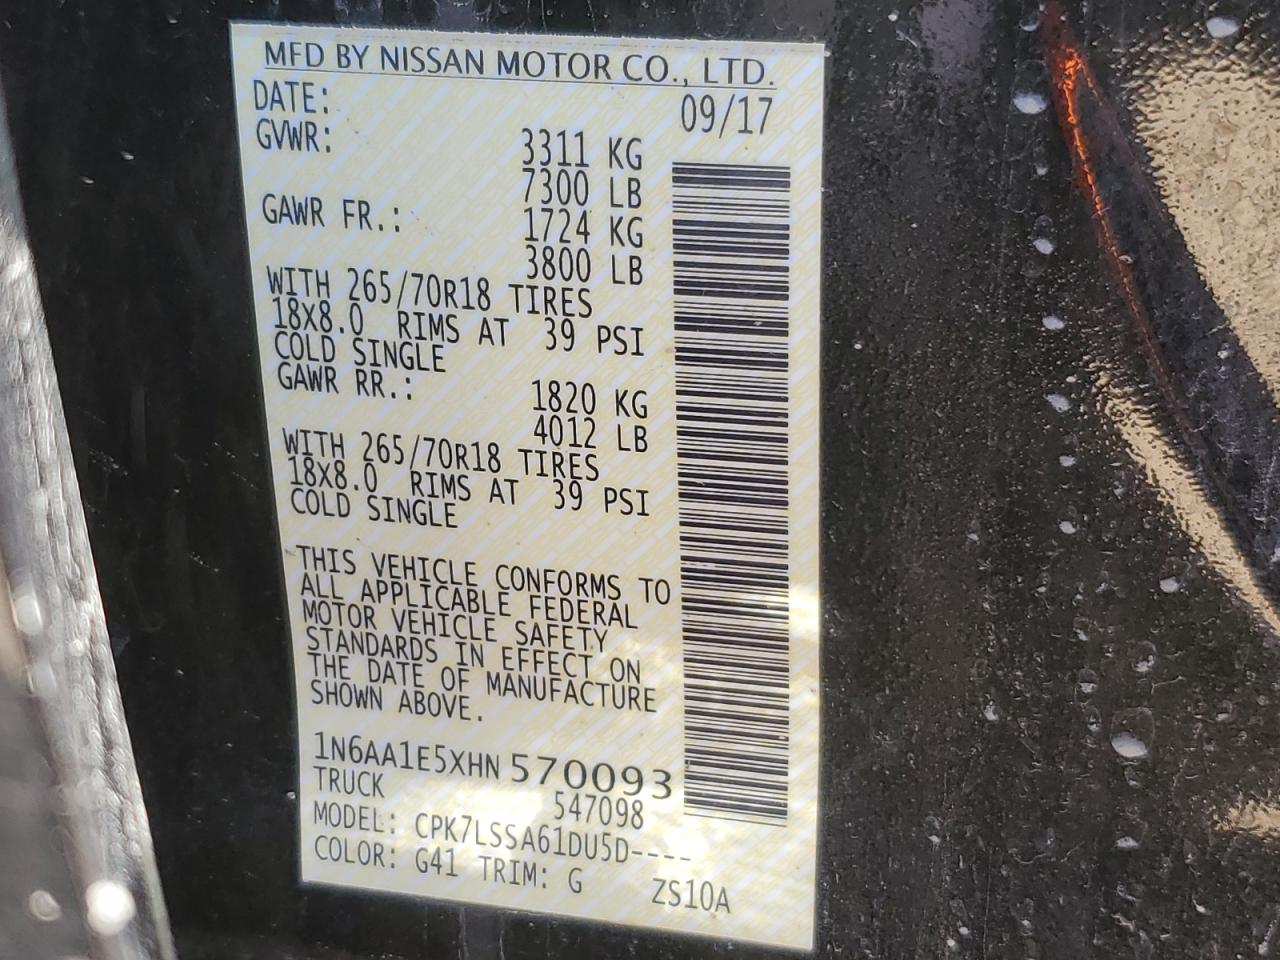 MFD BY NISSAN MOTOR CO., LTD.
DATE: 09/17
GVWR: 3311 KG
7300 LB
GAWR FR.: 1724 KG
3800 LB
WITH 265/70R18 TIRES
18X8.0 RIMS AT 39 PSI
COLD SINGLE
GAWR RR.: 1820 KG
4012 LB
WITH 265/70R18 TIRES
18X8.0 RIMS AT 39 PSI
COLD SINGLE
THIS VEHICLE CONFORMS TO
ALL APPLICABLE FEDERAL
MOTOR VEHICLE SAFETY
STANDARDS IN EFFECT ON
THE DATE OF MANUFACTURE
SHOWN ABOVE.
1N6AA1E5XHN570093
TRUCK 547098
MODEL: CPK7LSSA61DU5D----
COLOR: G41 TRIM: G ZS10A